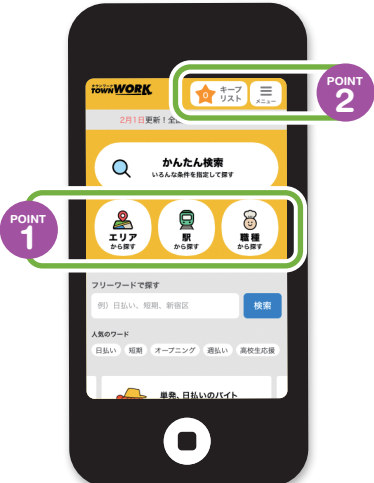 タウンワーク
TOWNWORK
0
キープ
リスト
メニュー
POINT
2
2月1日更新！全
かんたん検索
いろんな条件を指定して探す
POINT
1
エリア
から探す
駅
から探す
職種
から探す
フリーワードで探す
例）日払い、短期、新宿区
検索
人気のワード
日払い
短期
オープニング
週払い
高校生応援
単発、日払いのバイト